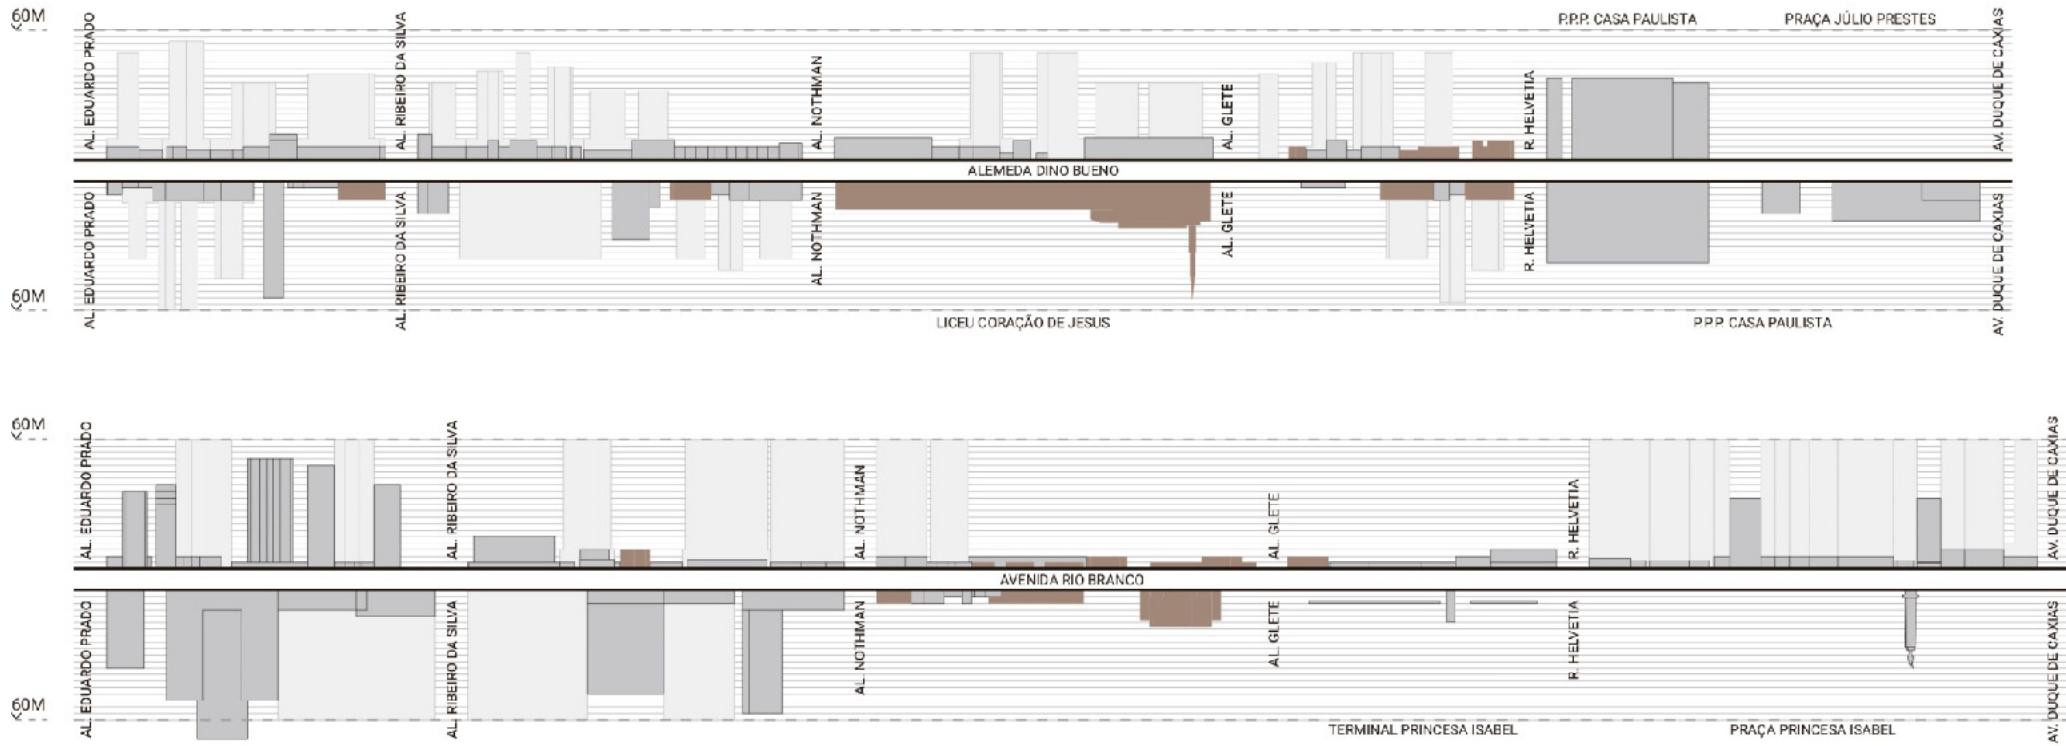 60M
P.P.P. CASA PAULISTA
PRAÇA JÚLIO PRESTES
AL. EDUARDO PRADO
AL. RIBEIRO DA SILVA
AL. NOTHMAN
AL. GLETE
R. HELVETIA
AV. DUQUE DE CAXIAS
ALEMEDA DINO BUENO
AL. EDUARDO PRADO
AL. RIBEIRO DA SILVA
AL. NOTHMAN
AL. GLETE
R. HELVETIA
AV. DUQUE DE CAXIAS
60M
LICEU CORAÇÃO DE JESUS
P.P.P. CASA PAULISTA
60M
AL. EDUARDO PRADO
AL. RIBEIRO DA SILVA
AL. NOTHMAN
AL. GLETE
R. HELVETIA
AV. DUQUE DE CAXIAS
AVENIDA RIO BRANCO
AL. EDUARDO PRADO
AL. RIBEIRO DA SILVA
AL. NOTHMAN
AL. GLETE
R. HELVETIA
AV. DUQUE DE CAXIAS
60M
TERMINAL PRINCESA ISABEL
PRAÇA PRINCESA ISABEL